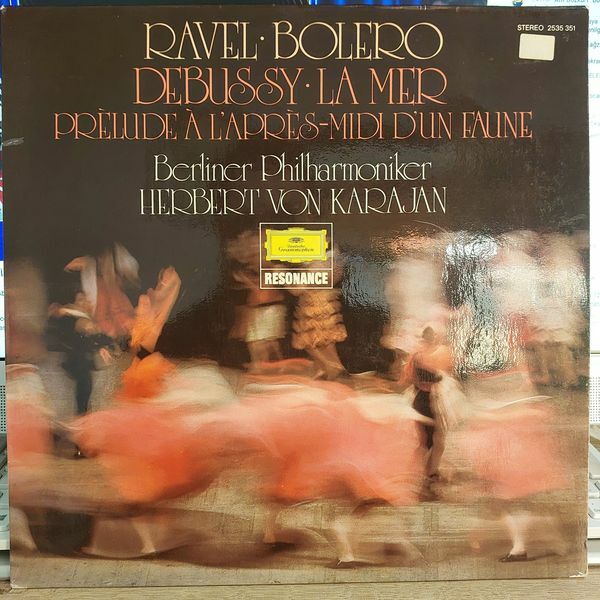 STEREO 2535 351
RAVEL · BOLERO
DEBUSSY · LA MER
PRÈLUDE À L'APRÈS-MIDI D'UN FAUNE
Berliner Philharmoniker
HERBERT VON KARAJAN
Deutsche
Grammophon
RESONANCE